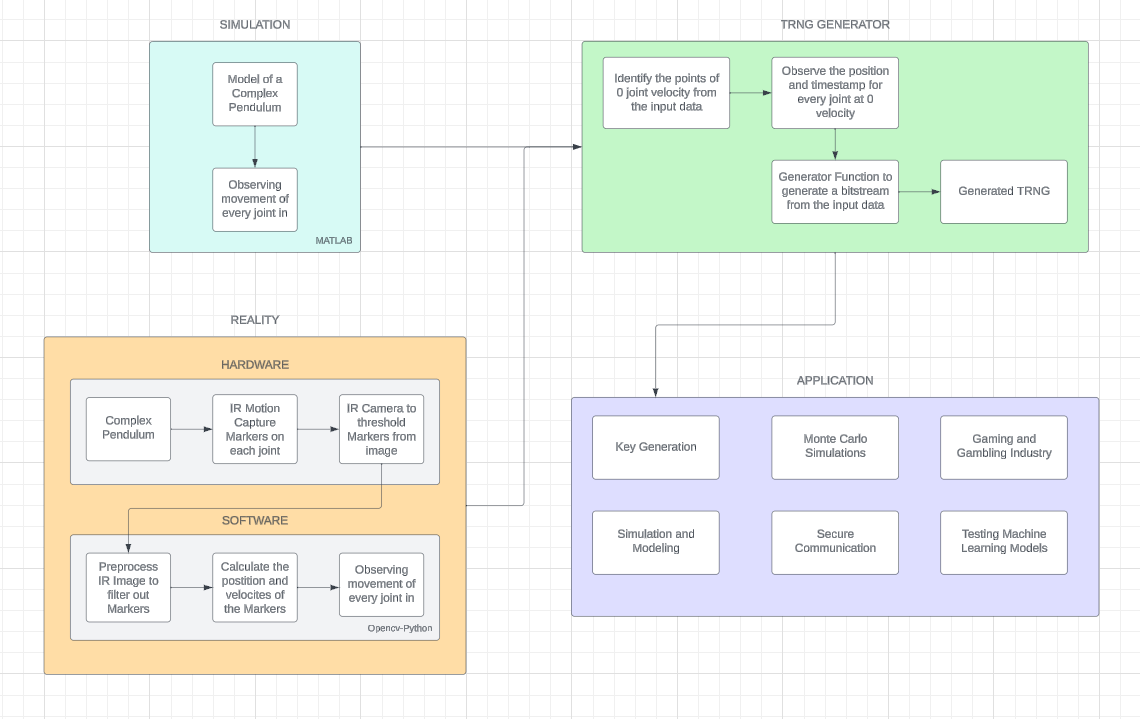 SIMULATION
Model of a
Complex
Pendulum
Observing
movement of
every joint in
MATLAB
TRNG GENERATOR
Identify the points of
0 joint velocity from
the input data
Observe the position
and timestamp for
every joint at 0
velocity
Generator Function to
generate a bitstream
from the input data
Generated TRNG
REALITY
HARDWARE
Complex
Pendulum
IR Motion
Capture
Markers on
each joint
IR Camera to
threshold
Markers from
image
SOFTWARE
Preprocess
IR Image to
filter out
Markers
Calculate the
postition and
velocites of
the Markers
Observing
movement of
every joint in
Opencv-Python
APPLICATION
Key Generation
Monte Carlo
Simulations
Gaming and
Gambling Industry
Simulation and
Modeling
Secure
Communication
Testing Machine
Learning Models